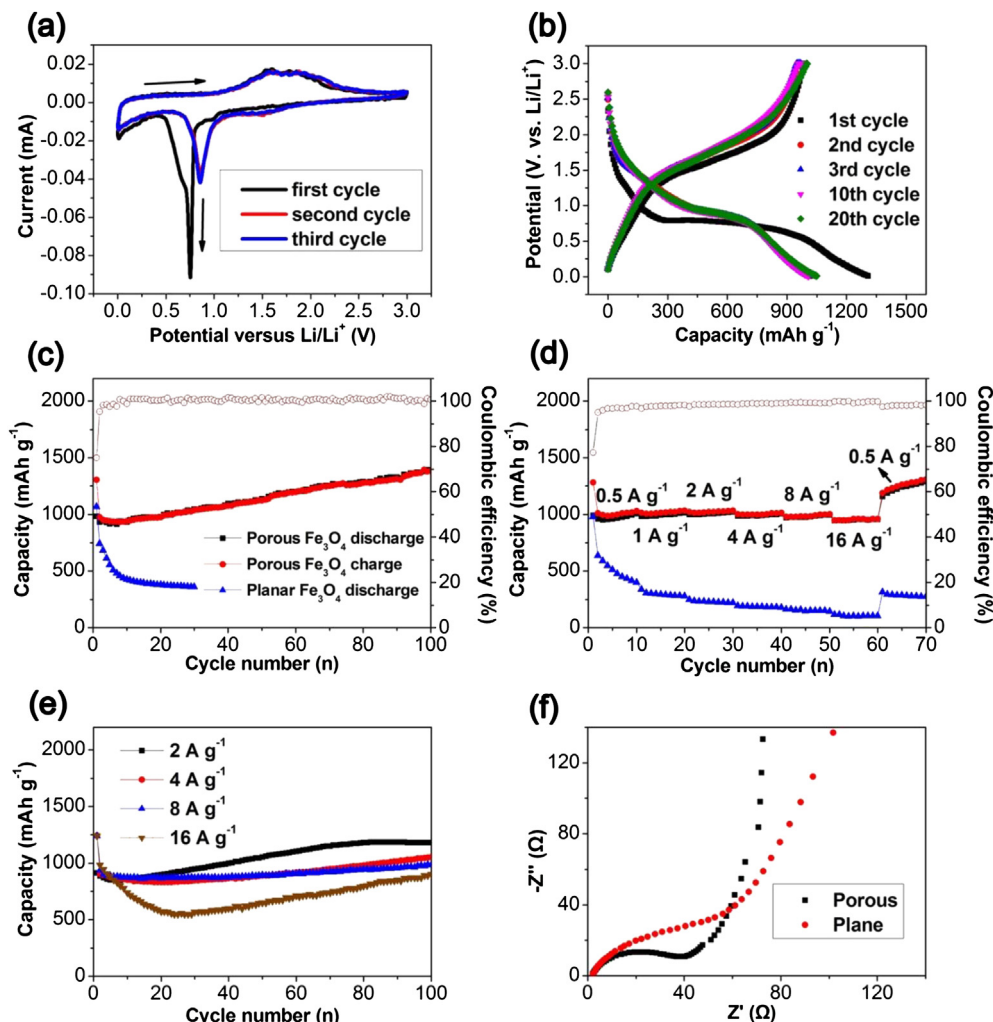 (a)
0.02
0.00
-0.02
-0.04
-0.06
-0.08
-0.10
Current (mA)
first cycle
second cycle
third cycle
0.0 0.5 1.0 1.5 2.0 2.5 3.0
Potential versus Li/Li⁺ (V)
(b)
3.0
2.5
2.0
1.5
1.0
0.5
0.0
Potential (V. vs. Li/Li⁺)
1st cycle
2nd cycle
3rd cycle
10th cycle
20th cycle
0 300 600 900 1200 1500
Capacity (mAh g⁻¹)
(c)
2000
1500
1000
500
0
Capacity (mAh g⁻¹)
Porous Fe₃O₄ discharge
Porous Fe₃O₄ charge
Planar Fe₃O₄ discharge
100
80
60
40
20
0
Coulombic efficiency (%)
0 20 40 60 80 100
Cycle number (n)
(d)
2000
1500
1000
500
0
Capacity (mAh g⁻¹)
0.5 A g⁻¹
0.5 A g⁻¹ 2 A g⁻¹ 8 A g⁻¹
1 A g⁻¹ 4 A g⁻¹ 16 A g⁻¹
100
80
60
40
20
0
Coulombic efficiency (%)
0 10 20 30 40 50 60 70
Cycle number (n)
(e)
2000
1500
1000
500
0
Capacity (mAh g⁻¹)
2 A g⁻¹
4 A g⁻¹
8 A g⁻¹
16 A g⁻¹
0 20 40 60 80 100
Cycle number (n)
(f)
120
80
40
0
-Z'' (Ω)
Porous
Plane
0 40 80 120
Z' (Ω)